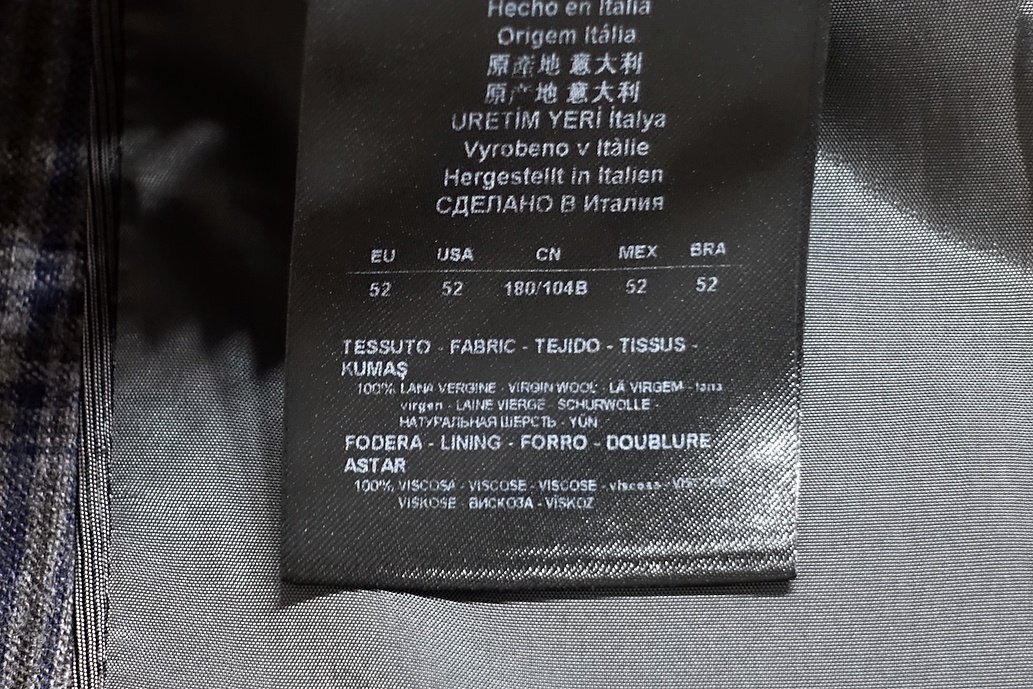 Hecho en Italia
Origem Itália
原產地 意大利
原产地 意大利
ÜRETİM YERİ İtalya
Vyrobeno v Itálie
Hergestellt in Italien
СДЕЛАНО В Италия
EU USA CN MEX BRA
52 52 180/104B 52 52
TESSUTO - FABRIC - TEJIDO - TISSUS -
KUMAŞ
100% LANA VERGINE - VIRGIN WOOL - LÃ VIRGEM - lana
virgen - LAINE VIERGE - SCHURWOLLE -
НАТУРАЛЬНАЯ ШЕРСТЬ - YÜN
FODERA - LINING - FORRO - DOUBLURE
ASTAR
100% VISCOSA - VISCOSE - VISCOSE - viscosa -
VISKOSE - ВИСКОЗА - VİSKOZ